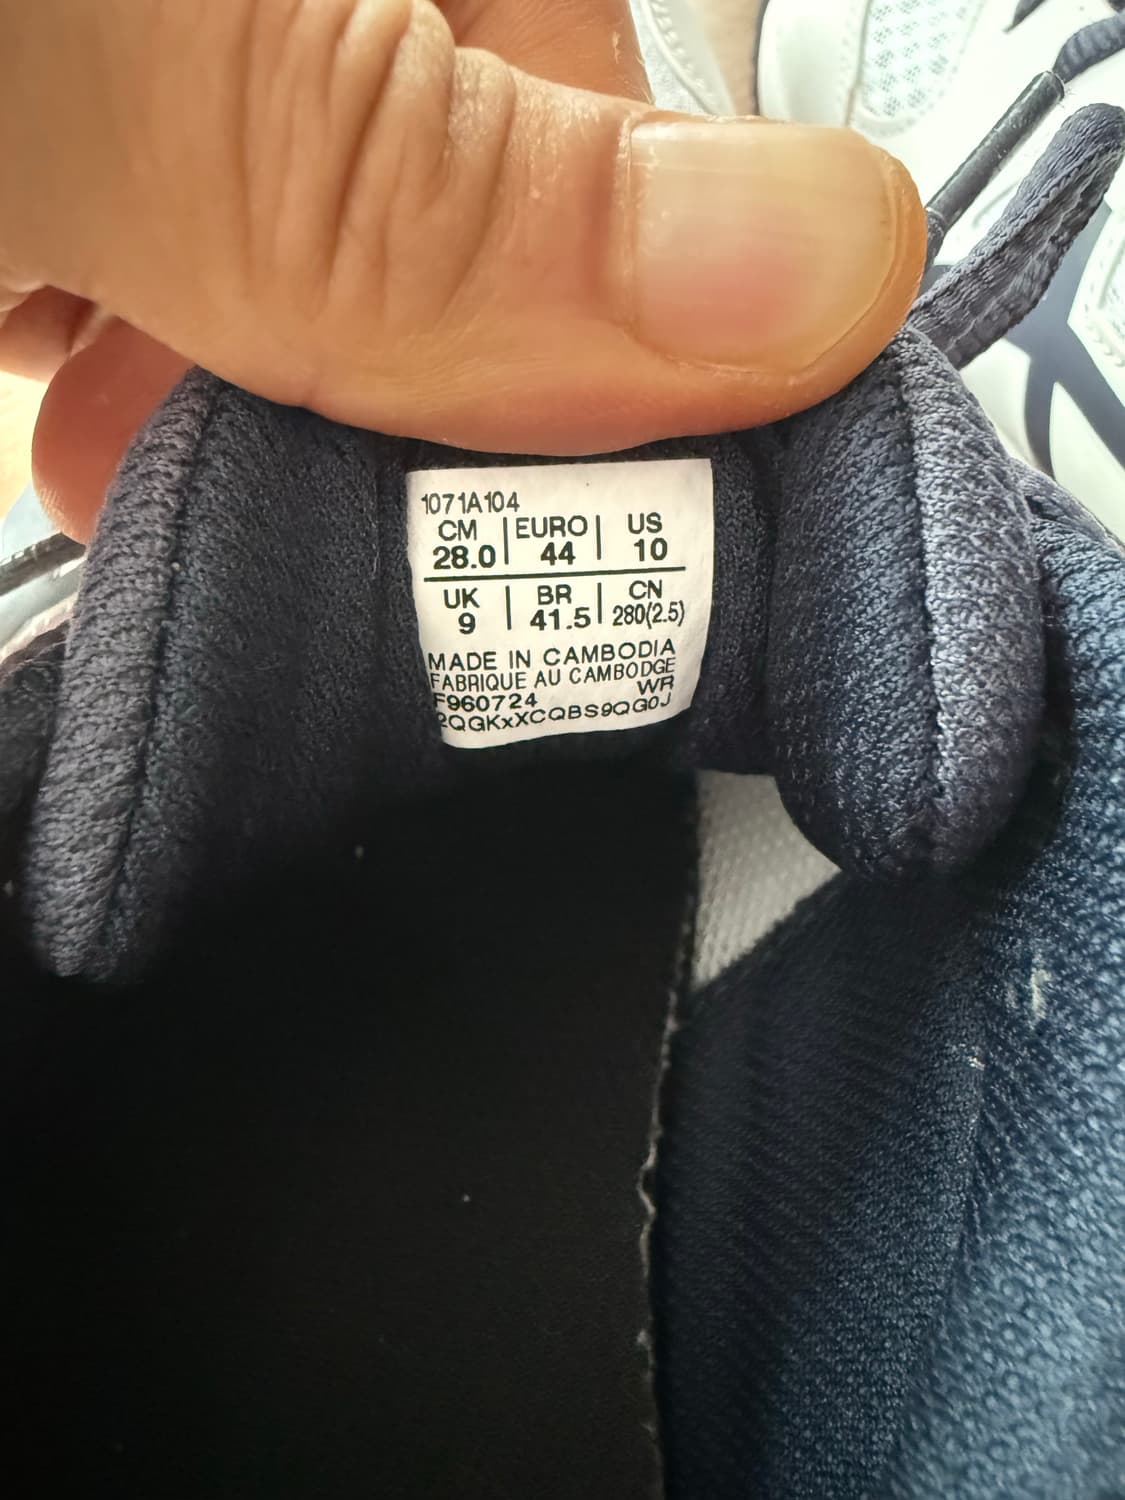 1071A104
CM | EURO | US
28.0 | 44 | 10
UK | BR | CN
9 | 41.5 | 280(2.5)
MADE IN CAMBODIA
FABRIQUE AU CAMBODGE
F960724 WR
2QGKxXCQBS9QG0J